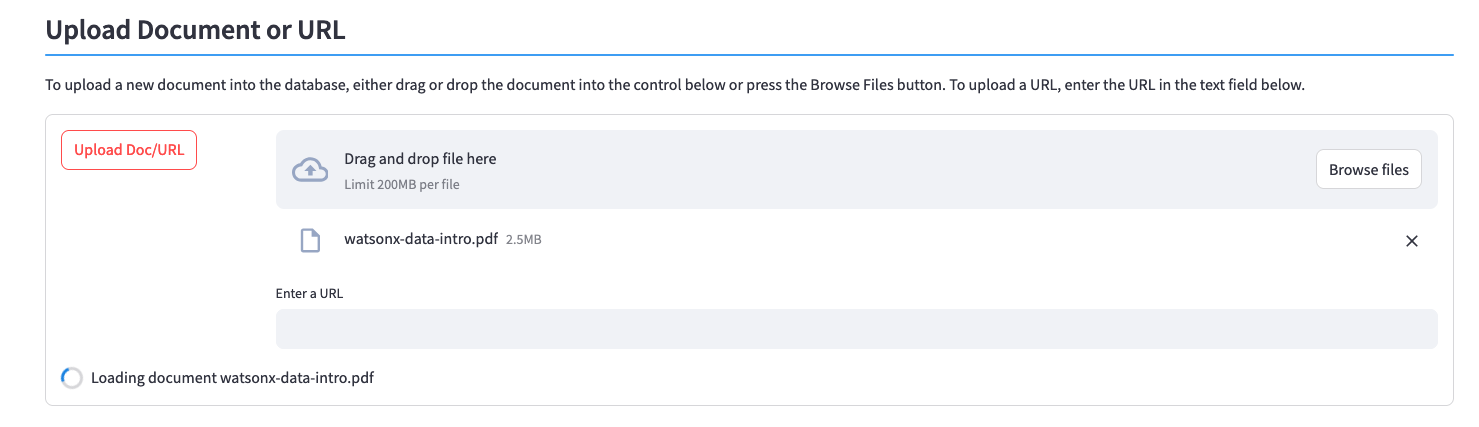 Upload Document or URL
To upload a new document into the database, either drag or drop the document into the control below or press the Browse Files button. To upload a URL, enter the URL in the text field below.
Upload Doc/URL
Drag and drop file here
Limit 200MB per file
Browse files
watsonx-data-intro.pdf 2.5MB
Enter a URL
Loading document watsonx-data-intro.pdf